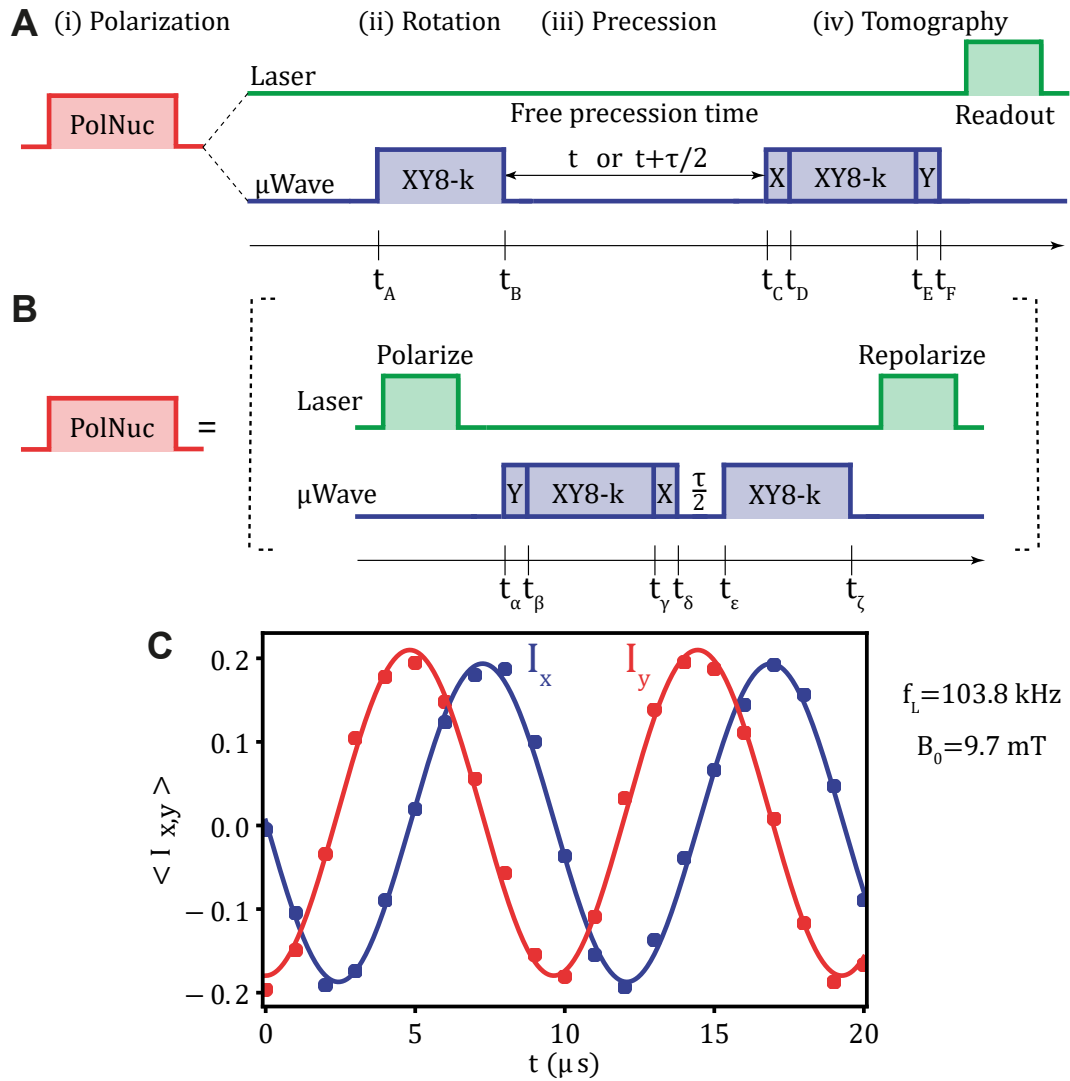 A (i) Polarization (ii) Rotation (iii) Precession (iv) Tomography
Laser
PolNuc
Free precession time
Readout
t or t+τ/2
μWave
XY8-k
X XY8-k Y
t_A t_B t_C t_D t_E t_F
B
Polarize
Repolarize
Laser
PolNuc =
μWave
Y XY8-k X τ/2 XY8-k
t_α t_β t_γ t_δ t_ε t_ζ
C
I_x
I_y
f_L=103.8 kHz
B_0=9.7 mT
< I x,y >
0.2
0.1
0.0
−0.1
−0.2
0 5 10 15 20
t (μs)